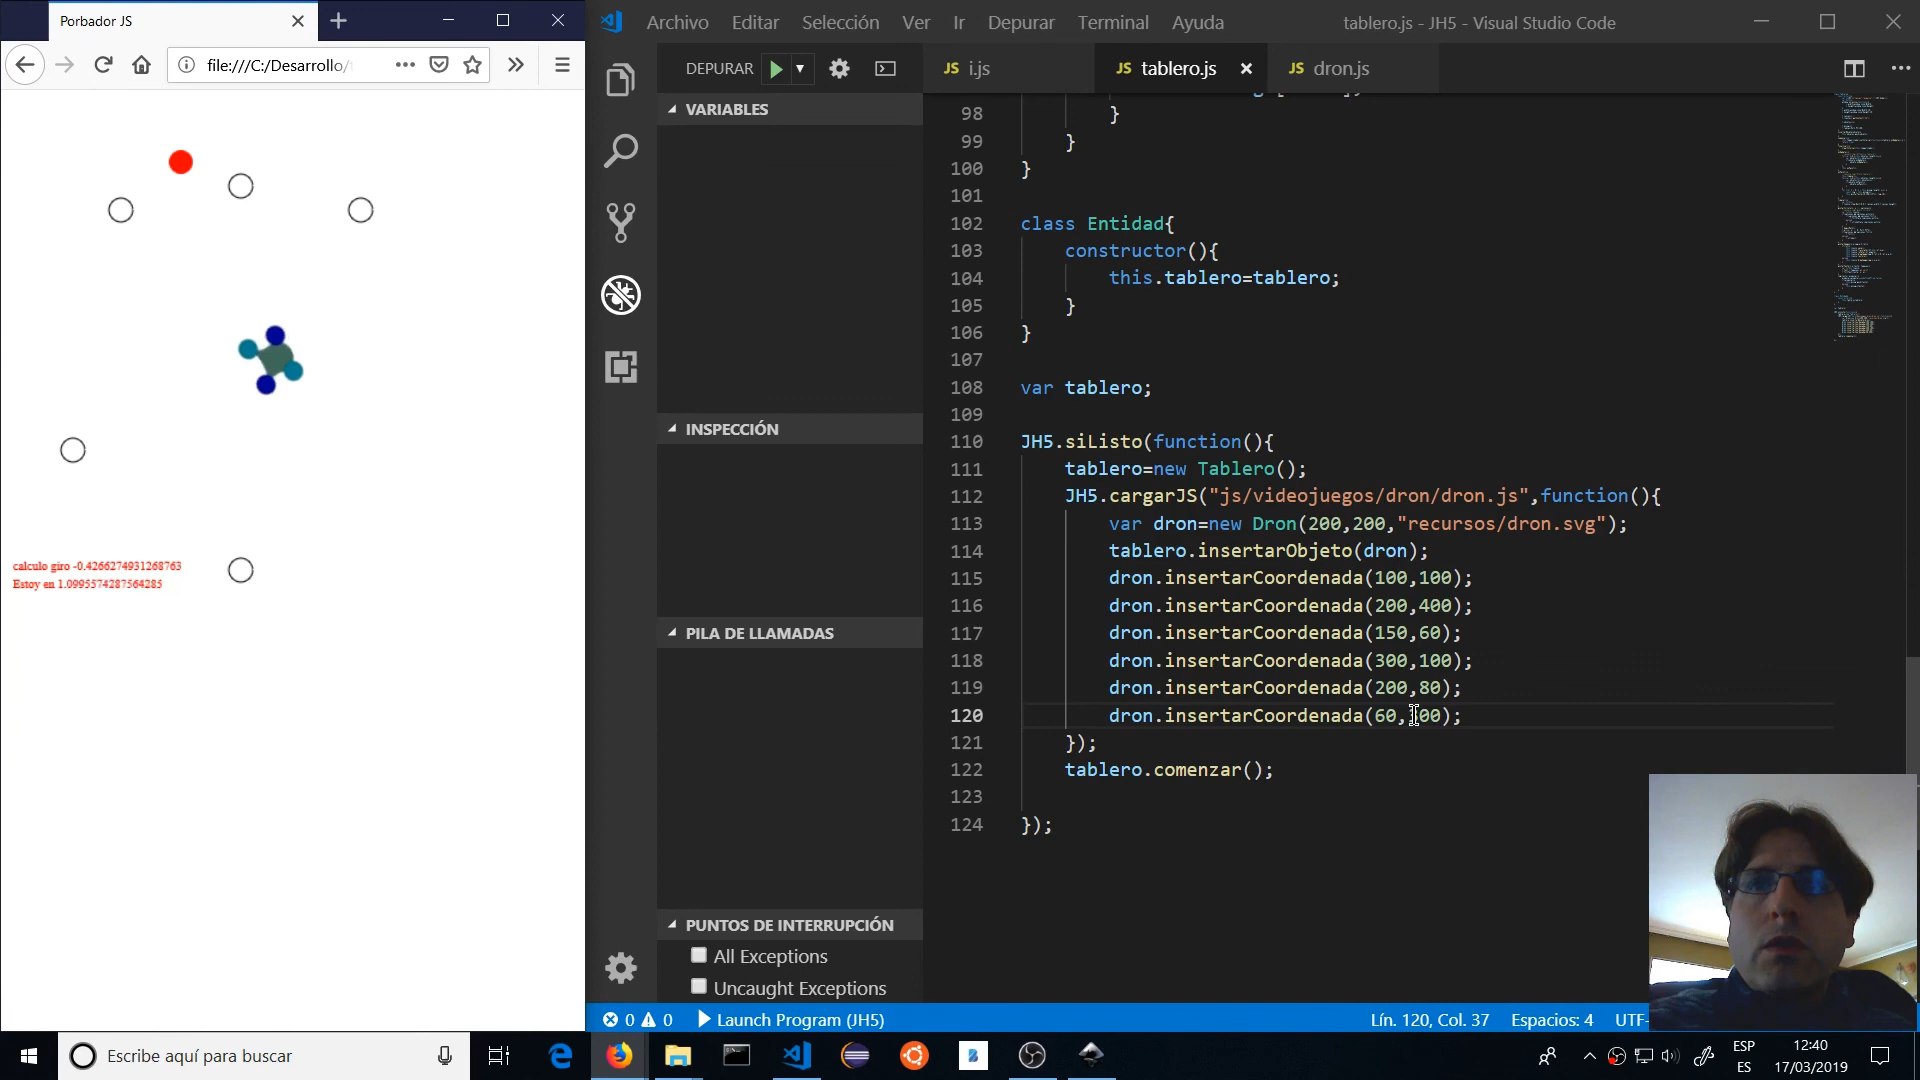 Porbador JS
file:///C:/Desarrollo/
calculo giro -0.4266274931268763
Estoy en 1.0995574287564285
Archivo Editar Selección Ver Ir Depurar Terminal Ayuda
tablero.js - JH5 - Visual Studio Code
DEPURAR
JS i.js
JS tablero.js
JS dron.js
VARIABLES
INSPECCIÓN
PILA DE LLAMADAS
PUNTOS DE INTERRUPCIÓN
All Exceptions
Uncaught Exceptions
98 }
99 }
100 }
101
102 class Entidad{
103 constructor(){
104 this.tablero=tablero;
105 }
106 }
107
108 var tablero;
109
110 JH5.siListo(function(){
111 tablero=new Tablero();
112 JH5.cargarJS("js/videojuegos/dron/dron.js",function(){
113 var dron=new Dron(200,200,"recursos/dron.svg");
114 tablero.insertarObjeto(dron);
115 dron.insertarCoordenada(100,100);
116 dron.insertarCoordenada(200,400);
117 dron.insertarCoordenada(150,60);
118 dron.insertarCoordenada(300,100);
119 dron.insertarCoordenada(200,80);
120 dron.insertarCoordenada(60,300);
121 });
122 tablero.comenzar();
123
124 });
0 0 Launch Program (JH5)
Lín. 120, Col. 37 Espacios: 4 UTF-
Escribe aquí para buscar
ESP
ES
12:40
17/03/2019